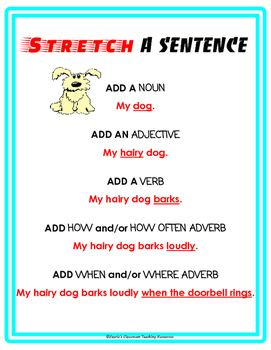 STRETCH A SENTENCE
ADD A NOUN
My dog.
ADD AN ADJECTIVE
My hairy dog.
ADD A VERB
My hairy dog barks.
ADD HOW and/or HOW OFTEN ADVERB
My hairy dog barks loudly.
ADD WHEN and/or WHERE ADVERB
My hairy dog barks loudly when the doorbell rings.
Classroom Teaching Resources